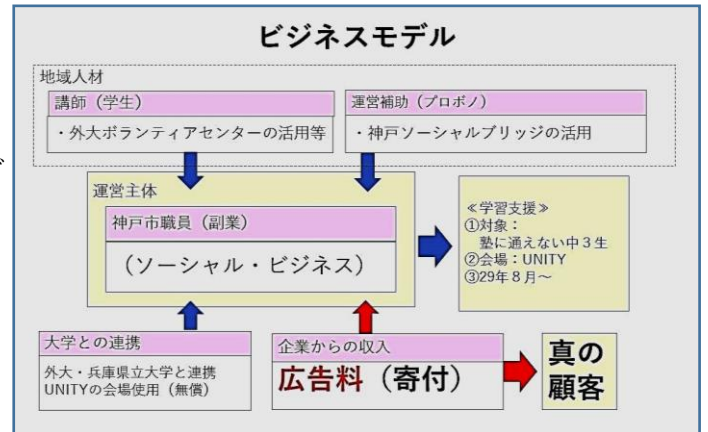 ビジネスモデル
地域人材
講師(学生)
・外大ボランティアセンターの活用等
運営補助(プロボノ)
・神戸ソーシャルブリッジの活用
運営主体
神戸市職員(副業)
(ソーシャル・ビジネス)
≪学習支援≫
①対象:
塾に通えない中3生
②会場:UNITY
③29年8月~
大学との連携
外大・兵庫県立大学と連携
UNITYの会場使用(無償)
企業からの収入
広告料(寄付)
真の
顧客